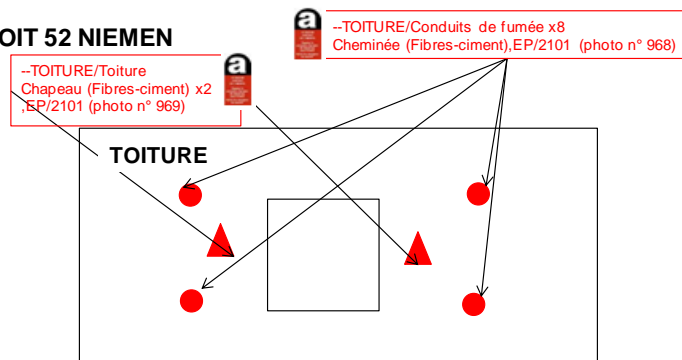 OIT 52 NIEMEN
--TOITURE/Toiture
Chapeau (Fibres-ciment) x2
,EP/2101 (photo n° 969)
a
--TOITURE/Conduits de fumée x8
Cheminée (Fibres-ciment),EP/2101 (photo n° 968)
a
TOITURE